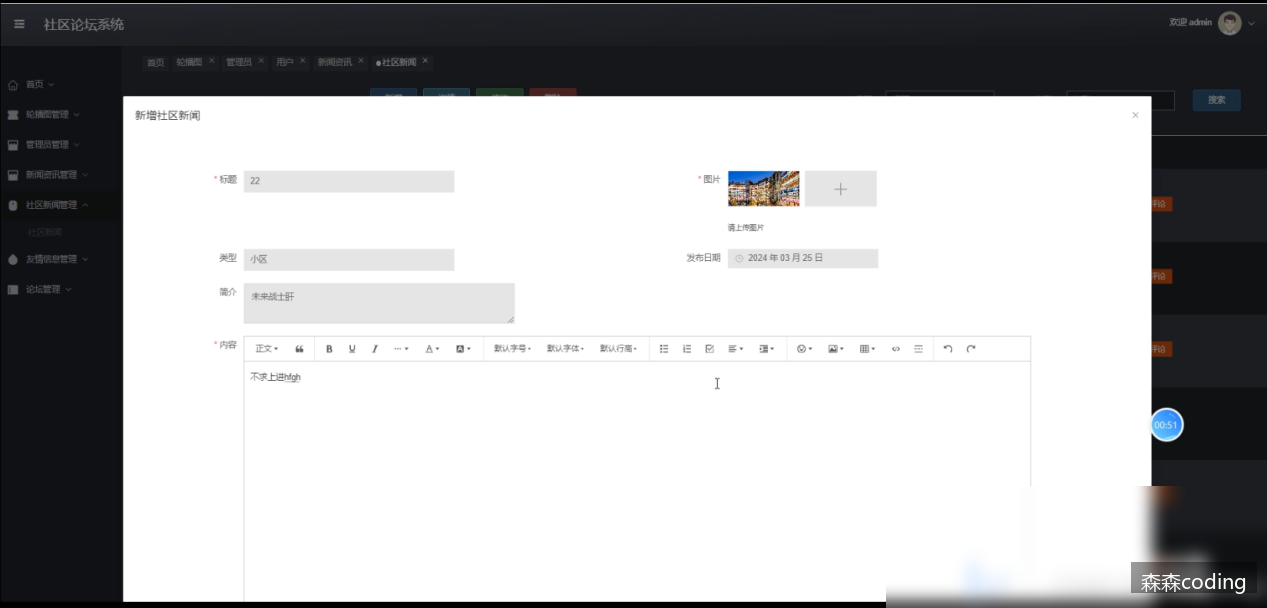 社区论坛系统
欢迎 admin
首页
轮播图
管理员
用户
新闻资讯
社区新闻
首页
轮播图管理
管理员管理
新闻资讯管理
社区新闻管理
社区新闻
友情信息管理
论坛管理
搜索
新增社区新闻
* 标题 22
* 图片
请上传图片
类型 小区
发布日期 2024 年 03 月 25 日
简介 未来战士吁
* 内容
正文 B U I A 默认字号 默认字体 默认行高
不求上进hfgh
评论
评论
评论
00:51
森森coding